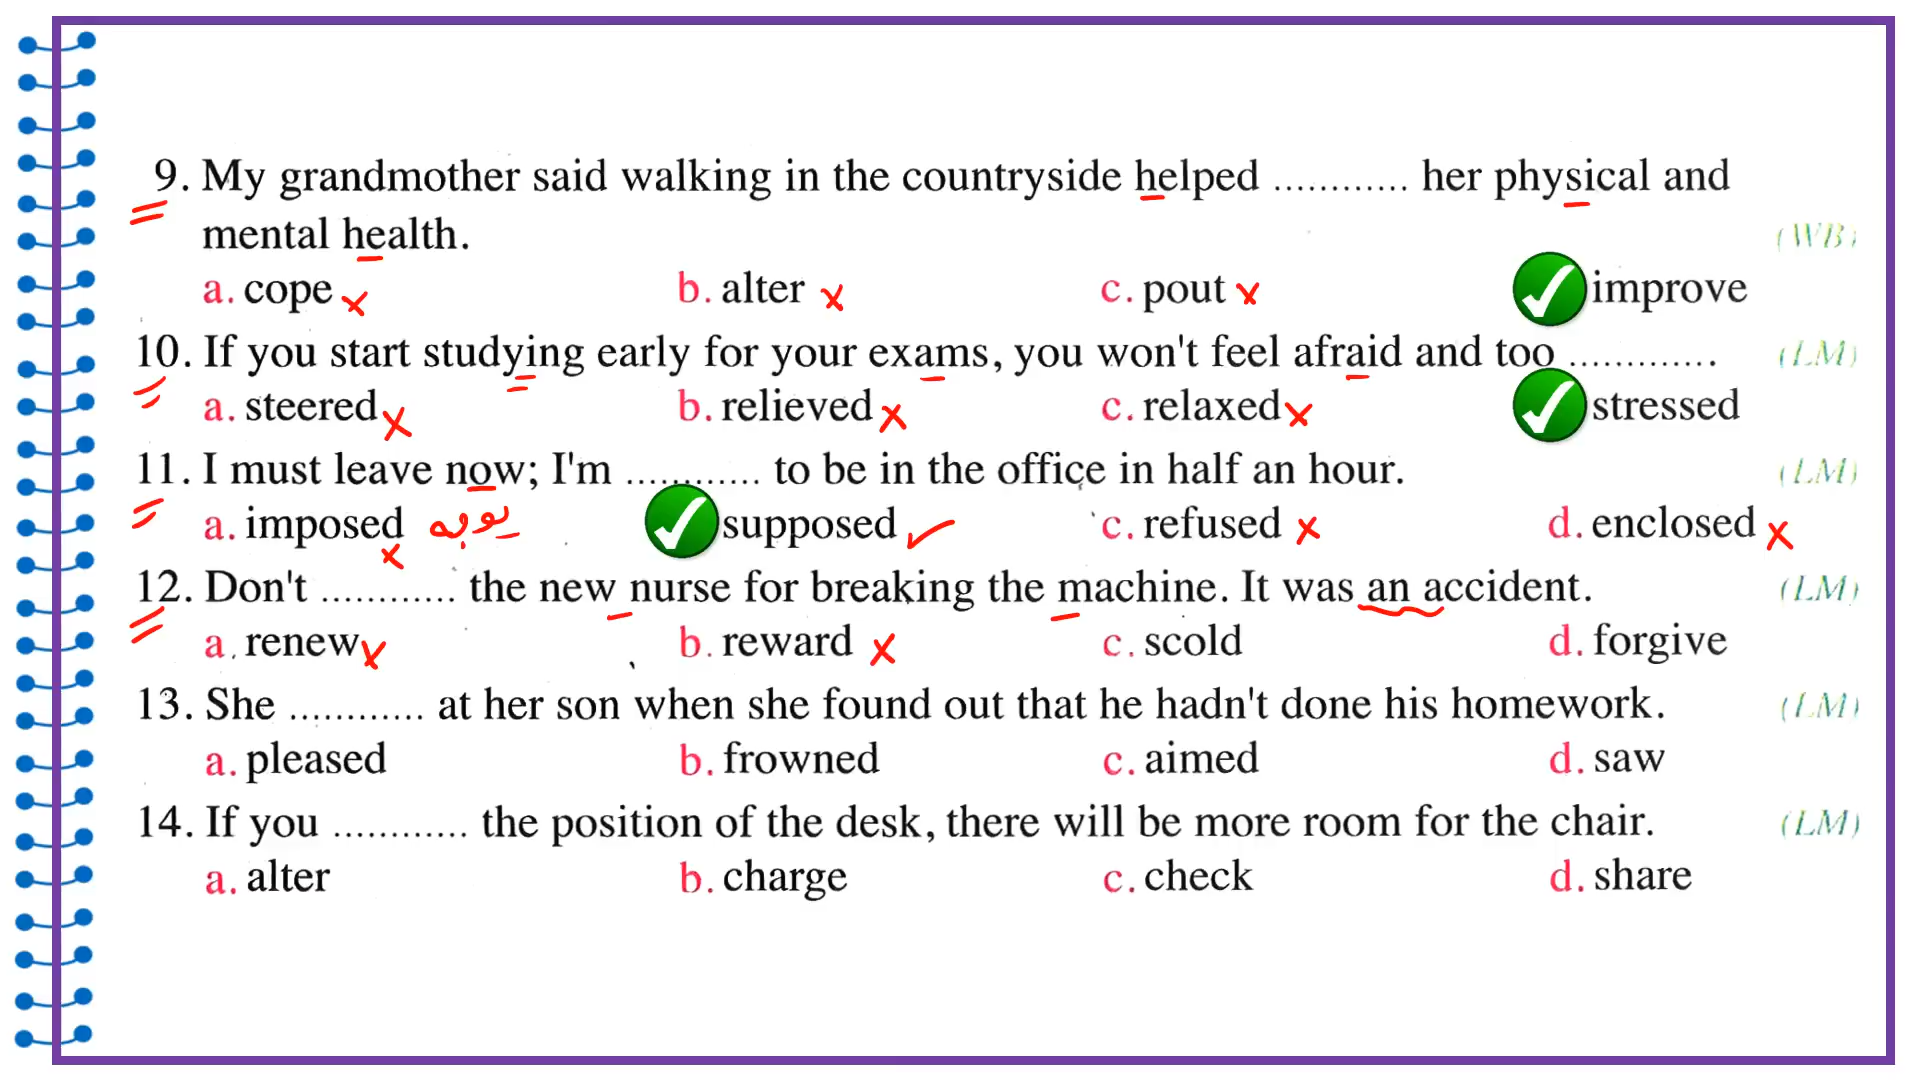 9. My grandmother said walking in the countryside helped ............ her physical and
mental health. (WB)
a. cope x b. alter x c. pout x improve
10. If you start studying early for your exams, you won't feel afraid and too ............. (LM)
a. steered x b. relieved x c. relaxed x stressed
11. I must leave now; I'm ............ to be in the office in half an hour. (LM)
a. imposed x supposed c. refused x d. enclosed x
12. Don't ............ the new nurse for breaking the machine. It was an accident. (LM)
a. renew x b. reward x c. scold d. forgive
13. She ............ at her son when she found out that he hadn't done his homework. (LM)
a. pleased b. frowned c. aimed d. saw
14. If you ............ the position of the desk, there will be more room for the chair. (LM)
a. alter b. charge c. check d. share